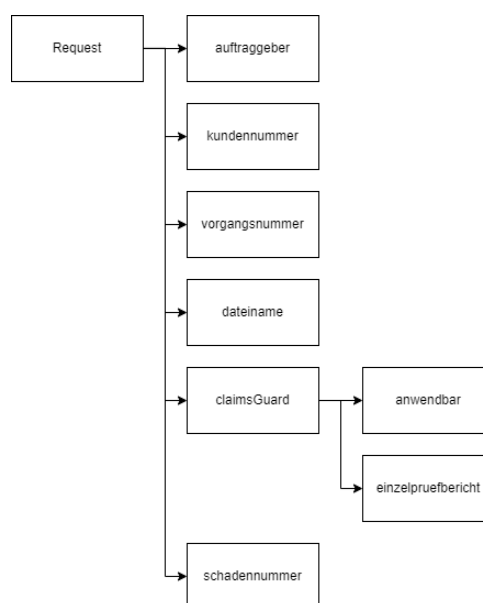 Request
auftraggeber
kundennummer
vorgangsnummer
dateiname
claimsGuard
anwendbar
einzelpruefbericht
schadennummer